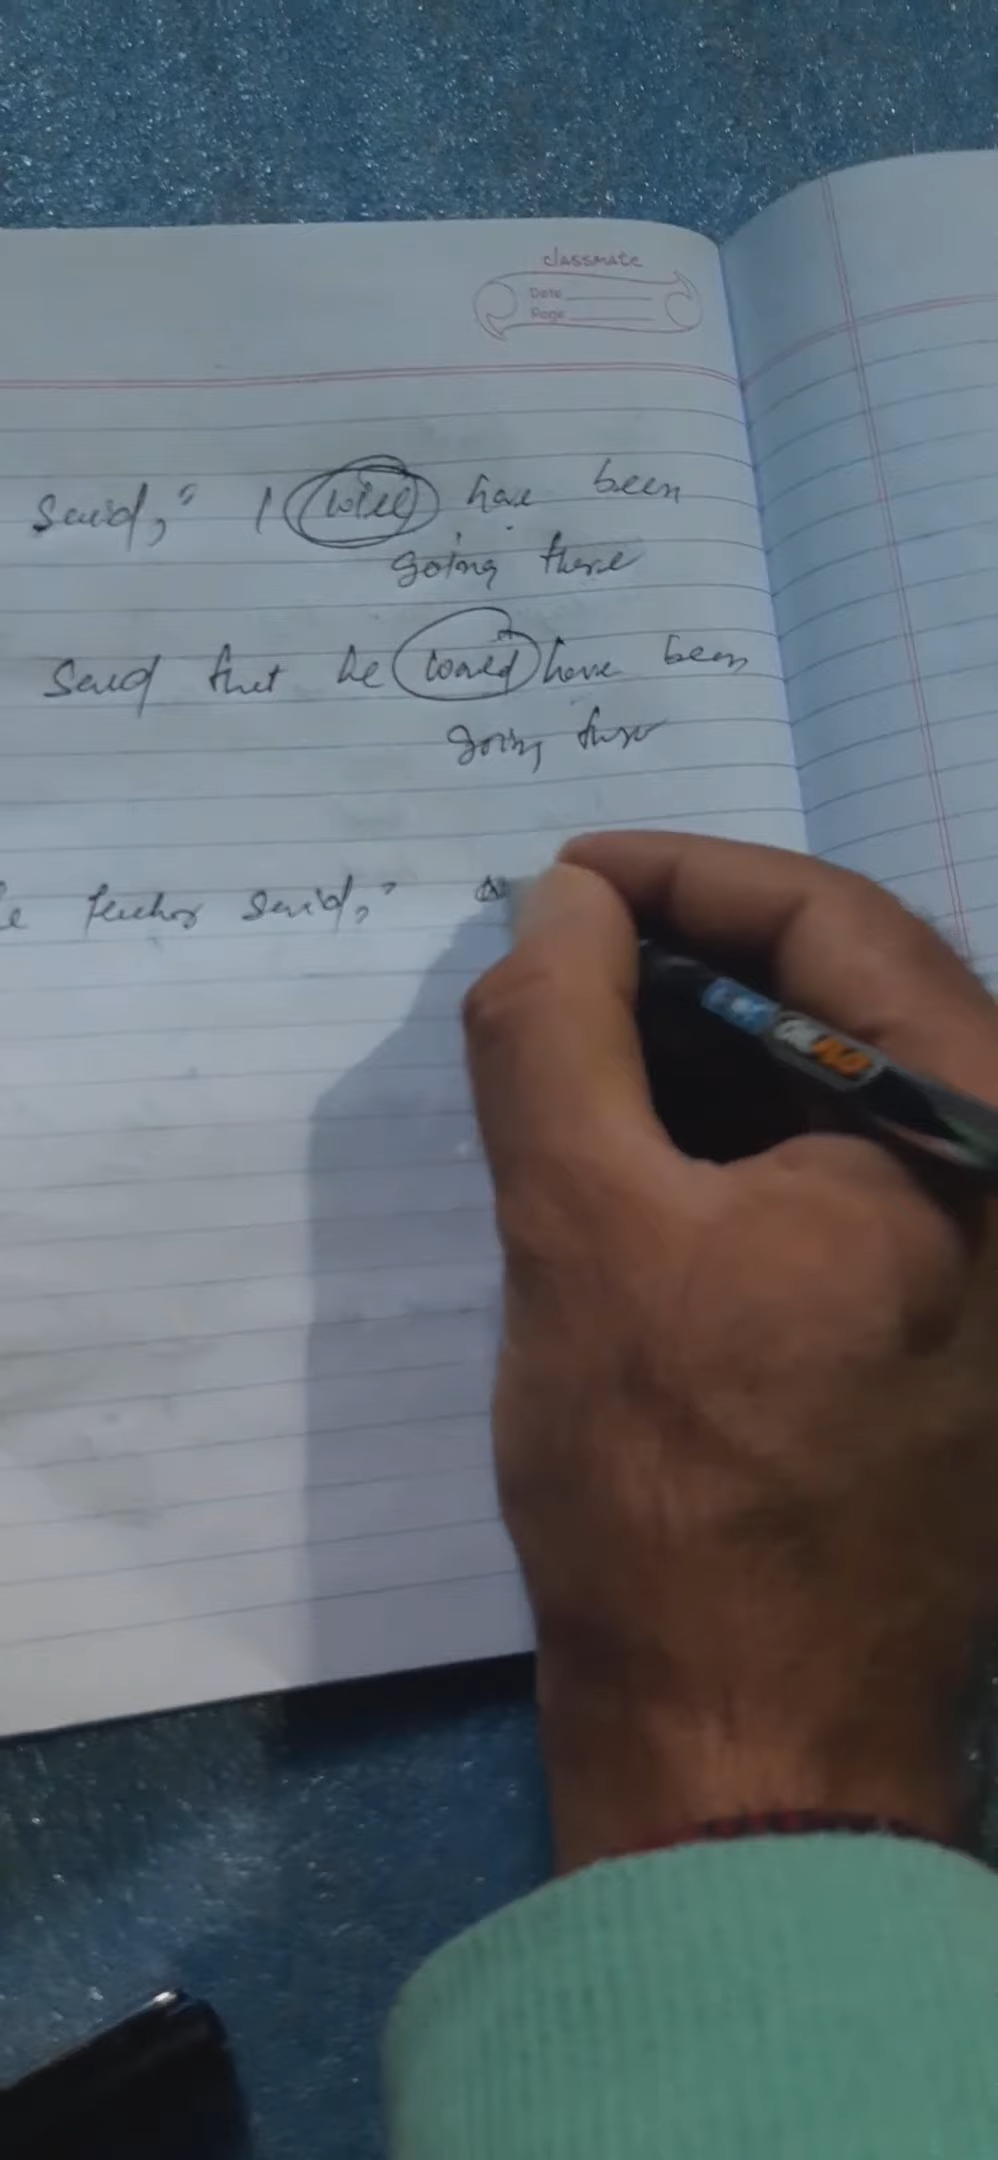 classmate
Date
Page
Said," I will have been
going there
Said that he would have been
going there
teacher said,"